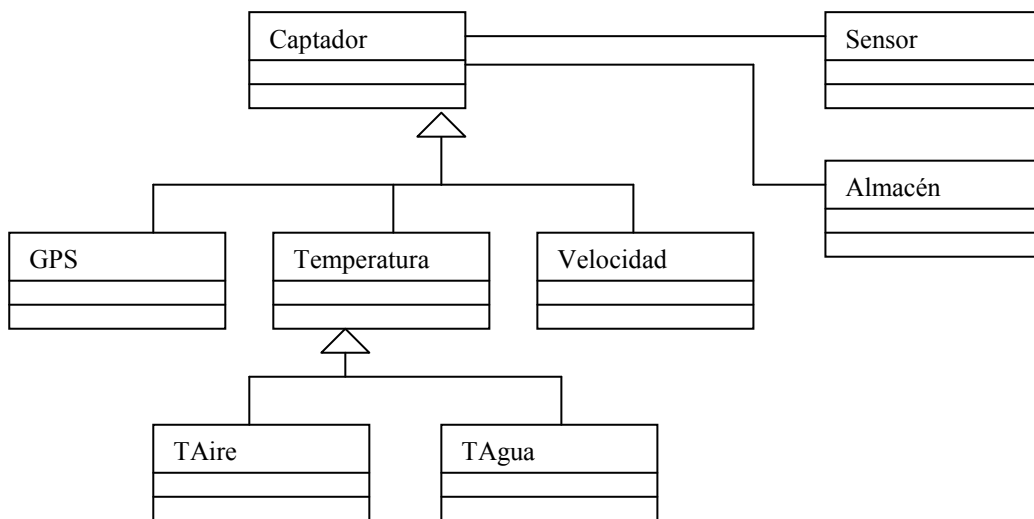 Captador
Sensor
Almacén
GPS
Temperatura
Velocidad
TAire
TAgua